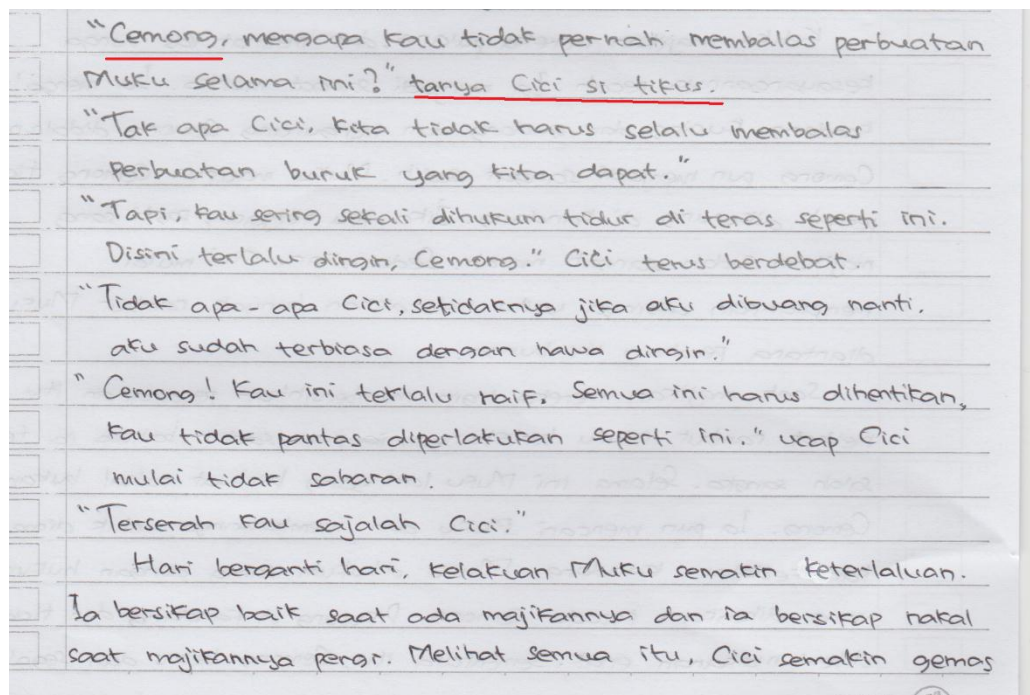 "Cemong, mengapa kau tidak pernah membalas perbuatan
Muku selama ini?" tanya Cici si tikus.
"Tak apa Cici, kita tidak harus selalu membalas
perbuatan buruk yang kita dapat."
"Tapi, kau sering sekali dihukum tidur di teras seperti ini.
Disini terlalu dingin, Cemong." Cici terus berdebat.
"Tidak apa-apa Cici, setidaknya jika aku dibuang nanti,
aku sudah terbiasa dengan hawa dingin."
"Cemong! Kau ini terlalu naif. Semua ini harus dihentikan,
kau tidak pantas diperlakukan seperti ini." ucap Cici
mulai tidak sabaran.
"Terserah kau sajalah Cici."
Hari berganti hari, kelakuan Muku semakin keterlaluan.
Ia bersikap baik saat ada majikannya dan ia bersikap nakal
saat majikannya pergi. Melihat semua itu, Cici semakin gemas